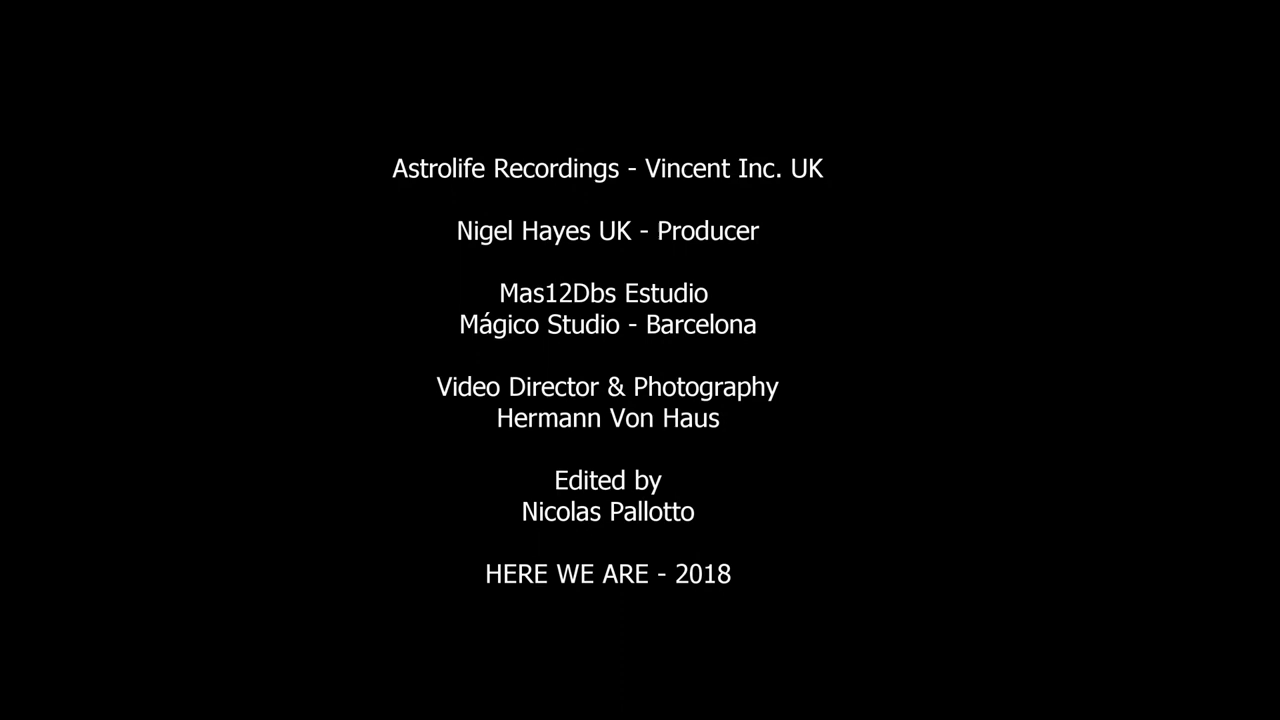 Astrolife Recordings - Vincent Inc. UK
Nigel Hayes UK - Producer
Mas12Dbs Estudio
Mágico Studio - Barcelona
Video Director & Photography
Hermann Von Haus
Edited by
Nicolas Pallotto
HERE WE ARE - 2018